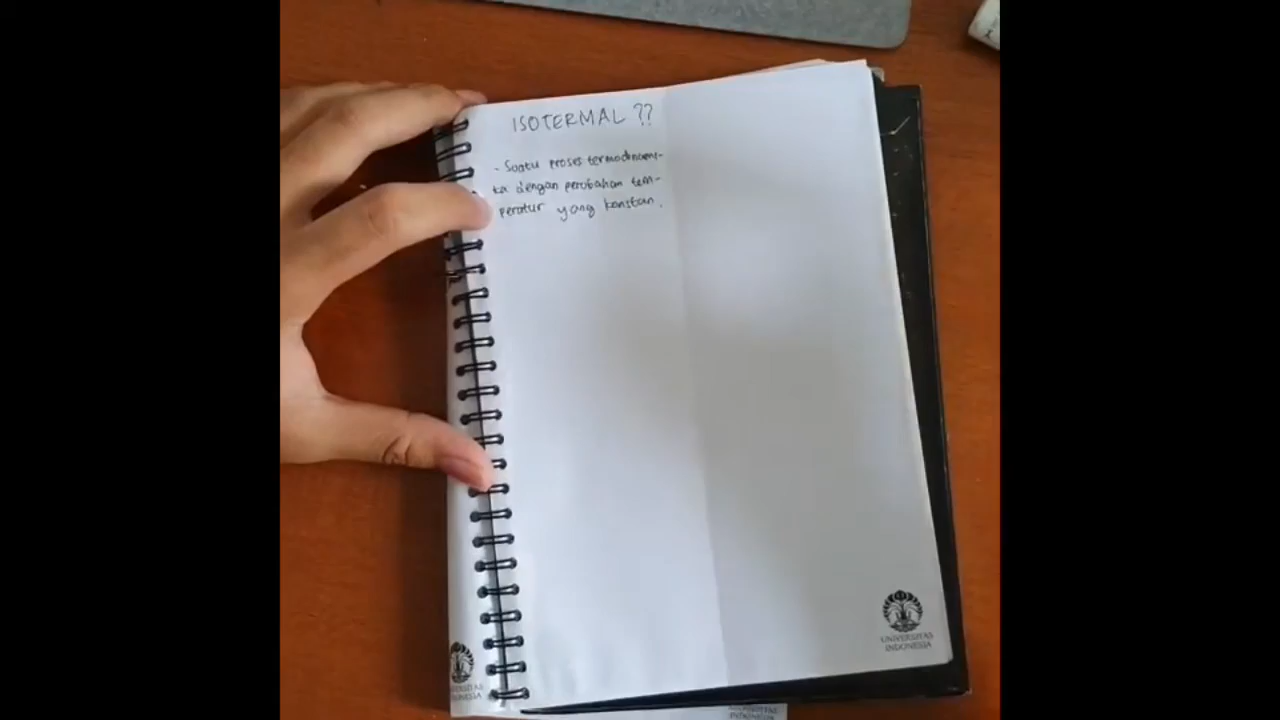 ISOTERMAL ??
- Suatu proses termodinami-
ka dengan perubahan tem-
peratur yang konstan.
UNIVERSITAS
INDONESIA